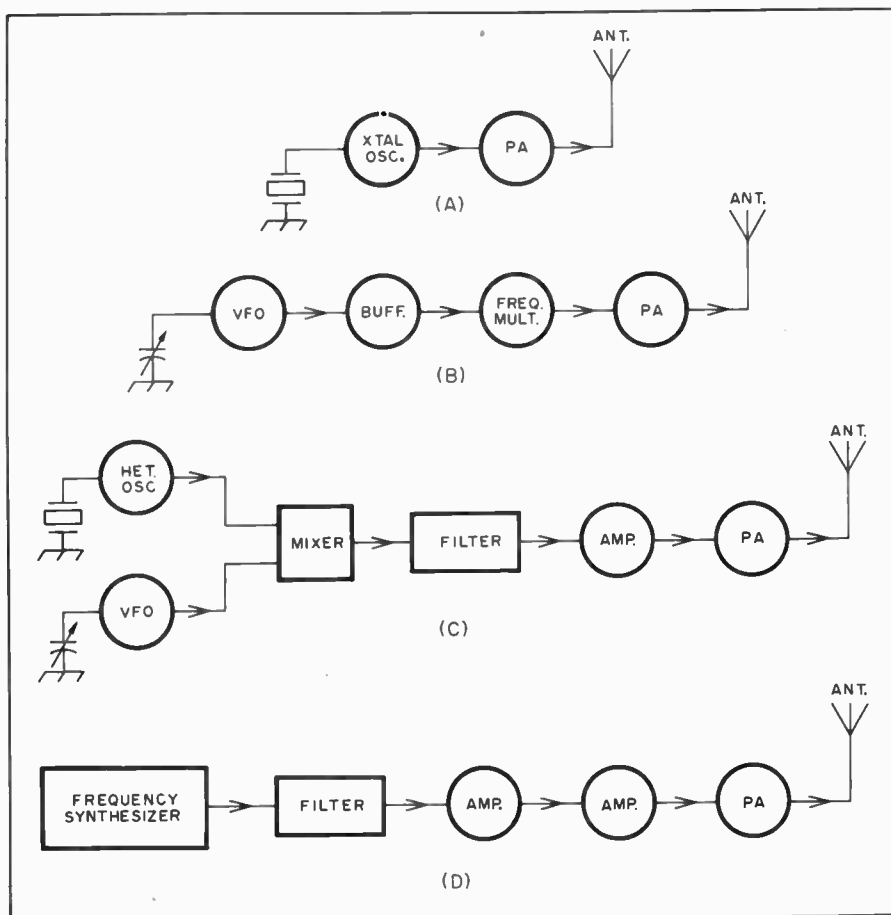 ANT.
XTAL
OSC.
PA
(A)
ANT.
VFO
BUFF.
FREQ.
MULT.
PA
(B)
ANT.
HET.
OSC
MIXER
FILTER
AMP.
PA
VFO
(C)
ANT.
FREQUENCY
SYNTHESIZER
FILTER
AMP.
AMP.
PA
(D)